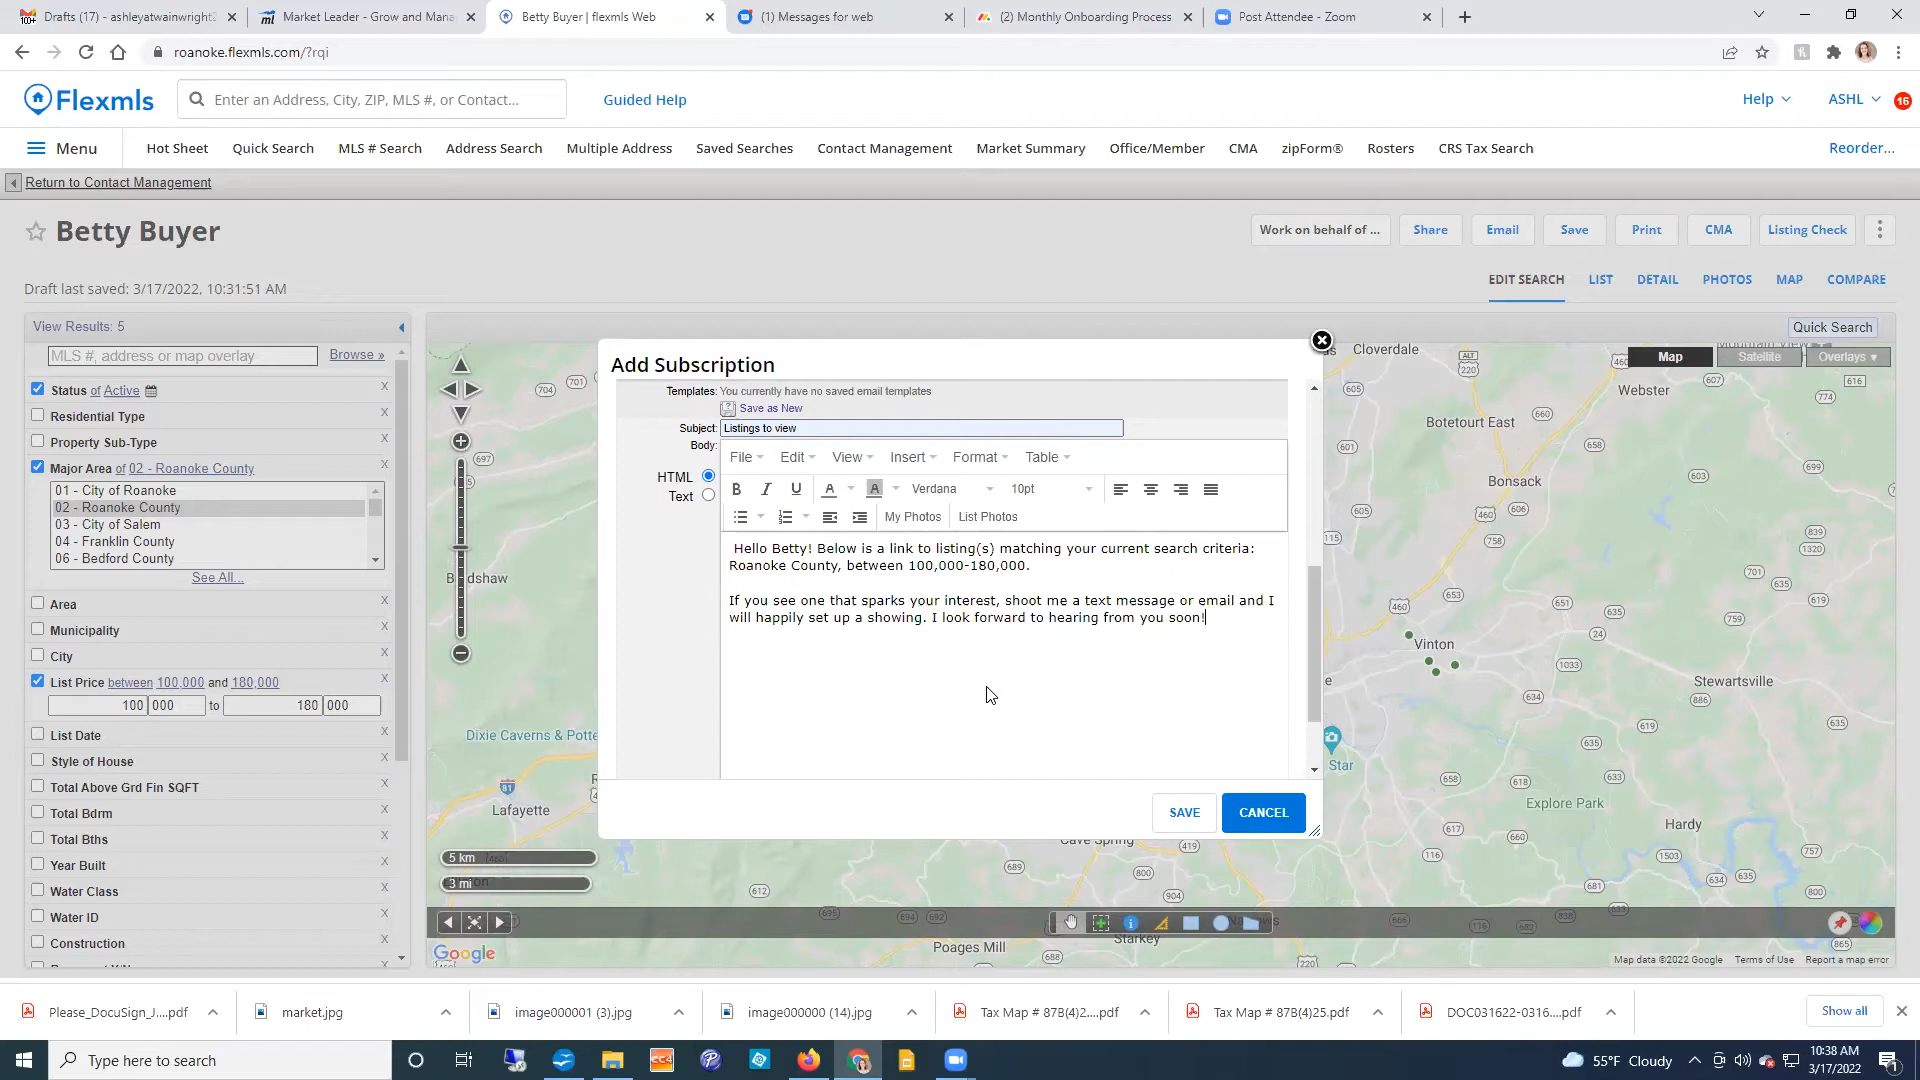 Drafts (17) - ashleyatwainwright2
Market Leader - Grow and Mana
Betty Buyer | flexmls Web
(1) Messages for web
(2) Monthly Onboarding Process
Post Attendee - Zoom
roanoke.flexmls.com/?rqi
Flexmls
Enter an Address, City, ZIP, MLS #, or Contact...
Guided Help
Help
ASHL
16
Menu
Hot Sheet
Quick Search
MLS # Search
Address Search
Multiple Address
Saved Searches
Contact Management
Market Summary
Office/Member
CMA
zipForm®
Rosters
CRS Tax Search
Reorder...
Return to Contact Management
Betty Buyer
Work on behalf of ...
Share
Email
Save
Print
CMA
Listing Check
Draft last saved: 3/17/2022, 10:31:51 AM
EDIT SEARCH
LIST
DETAIL
PHOTOS
MAP
COMPARE
View Results: 5
Quick Search
MLS #, address or map overlay
Browse »
Status of Active
Residential Type
Property Sub-Type
Major Area of 02 - Roanoke County
01 - City of Roanoke
02 - Roanoke County
03 - City of Salem
04 - Franklin County
06 - Bedford County
See All...
Area
Municipality
City
List Price between 100,000 and 180,000
100 000 to 180 000
List Date
Style of House
Total Above Grd Fin SQFT
Total Bdrm
Total Bths
Year Built
Water Class
Water ID
Construction
Add Subscription
Templates: You currently have no saved email templates
Save as New
Subject: Listings to view
Body:
File
Edit
View
Insert
Format
Table
HTML
Text
B I U A A Verdana 10pt
My Photos
List Photos
Hello Betty! Below is a link to listing(s) matching your current search criteria:
Roanoke County, between 100,000-180,000.
If you see one that sparks your interest, shoot me a text message or email and I
will happily set up a showing. I look forward to hearing from you soon!
SAVE
CANCEL
Map
Satellite
Overlays
Cloverdale
Webster
Botetourt East
Bonsack
Vinton
Stewartsville
Explore Park
Hardy
Star
Dixie Caverns & Potte
Lafayette
Cave Spring
Starkey
Poages Mill
5 km
3 mi
Google
Map data ©2022 Google
Terms of Use
Report a map error
Please_DocuSign_J....pdf
market.jpg
image000001 (3).jpg
image000000 (14).jpg
Tax Map # 87B(4)2....pdf
Tax Map # 87B(4)25.pdf
DOC031622-0316....pdf
Show all
Type here to search
55°F Cloudy
10:38 AM
3/17/2022